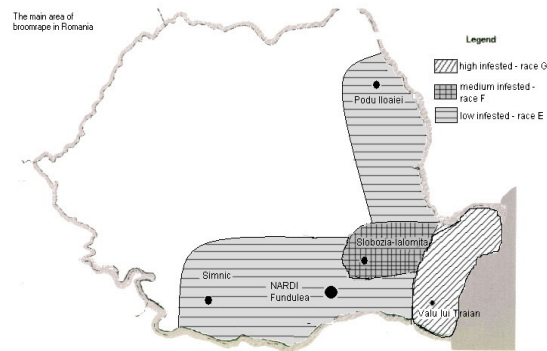 The main area of
broomrape in Romania
Legend
high infested - race G
medium infested -
race F
low infested - race E
Podu Iloaiei
Slobozia-Ialomita
Simnic
NARDI
Fundulea
Valu lui Traian